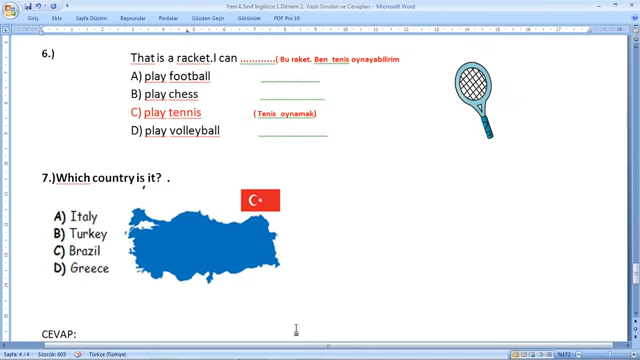 Yeni 4.Sınıf İngilizce 1.Dönem 2. Yazılı Soruları ve Cevapları - Microsoft Word
Giriş Ekle Sayfa Düzeni Başvurular Postalar Gözden Geçir Görünüm PDF Pro 10
6.) That is a racket.I can ............( Bu raket. Ben tenis oynayabilirim
A) play football
B) play chess
C) play tennis ( Tenis oynamak)
D) play volleyball
7.)Which country is it? .
A) Italy
B) Turkey
C) Brazil
D) Greece
CEVAP:
Sayfa: 4 / 4 Sözcük: 603 Türkçe (Türkiye) %172